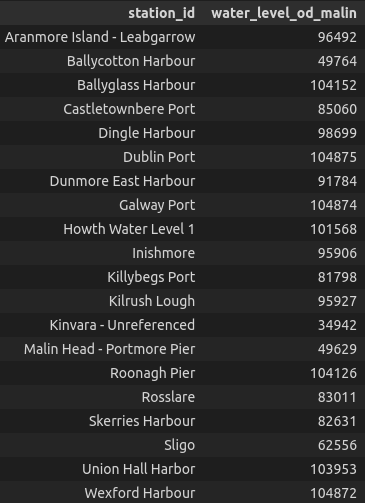 station_id water_level_od_malin
Aranmore Island - Leabgarrow 96492
Ballycotton Harbour 49764
Ballyglass Harbour 104152
Castletownbere Port 85060
Dingle Harbour 98699
Dublin Port 104875
Dunmore East Harbour 91784
Galway Port 104874
Howth Water Level 1 101568
Inishmore 95906
Killybegs Port 81798
Kilrush Lough 95927
Kinvara - Unreferenced 34942
Malin Head - Portmore Pier 49629
Roonagh Pier 104126
Rosslare 83011
Skerries Harbour 82631
Sligo 62556
Union Hall Harbor 103953
Wexford Harbour 104872